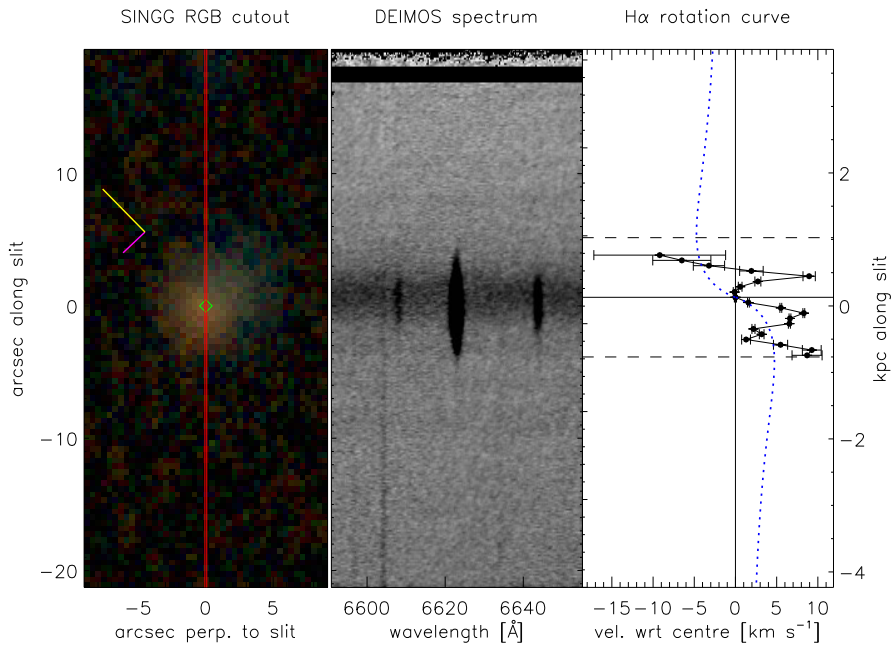 SINGG RGB cutout
DEIMOS spectrum
Hα rotation curve
arcsec along slit
10
0
−10
−20
−5
0
5
arcsec perp. to slit
6600
6620
6640
wavelength [Å]
2
0
−2
−4
kpc along slit
−15
−10
−5
0
5
10
vel. wrt centre [km s⁻¹]